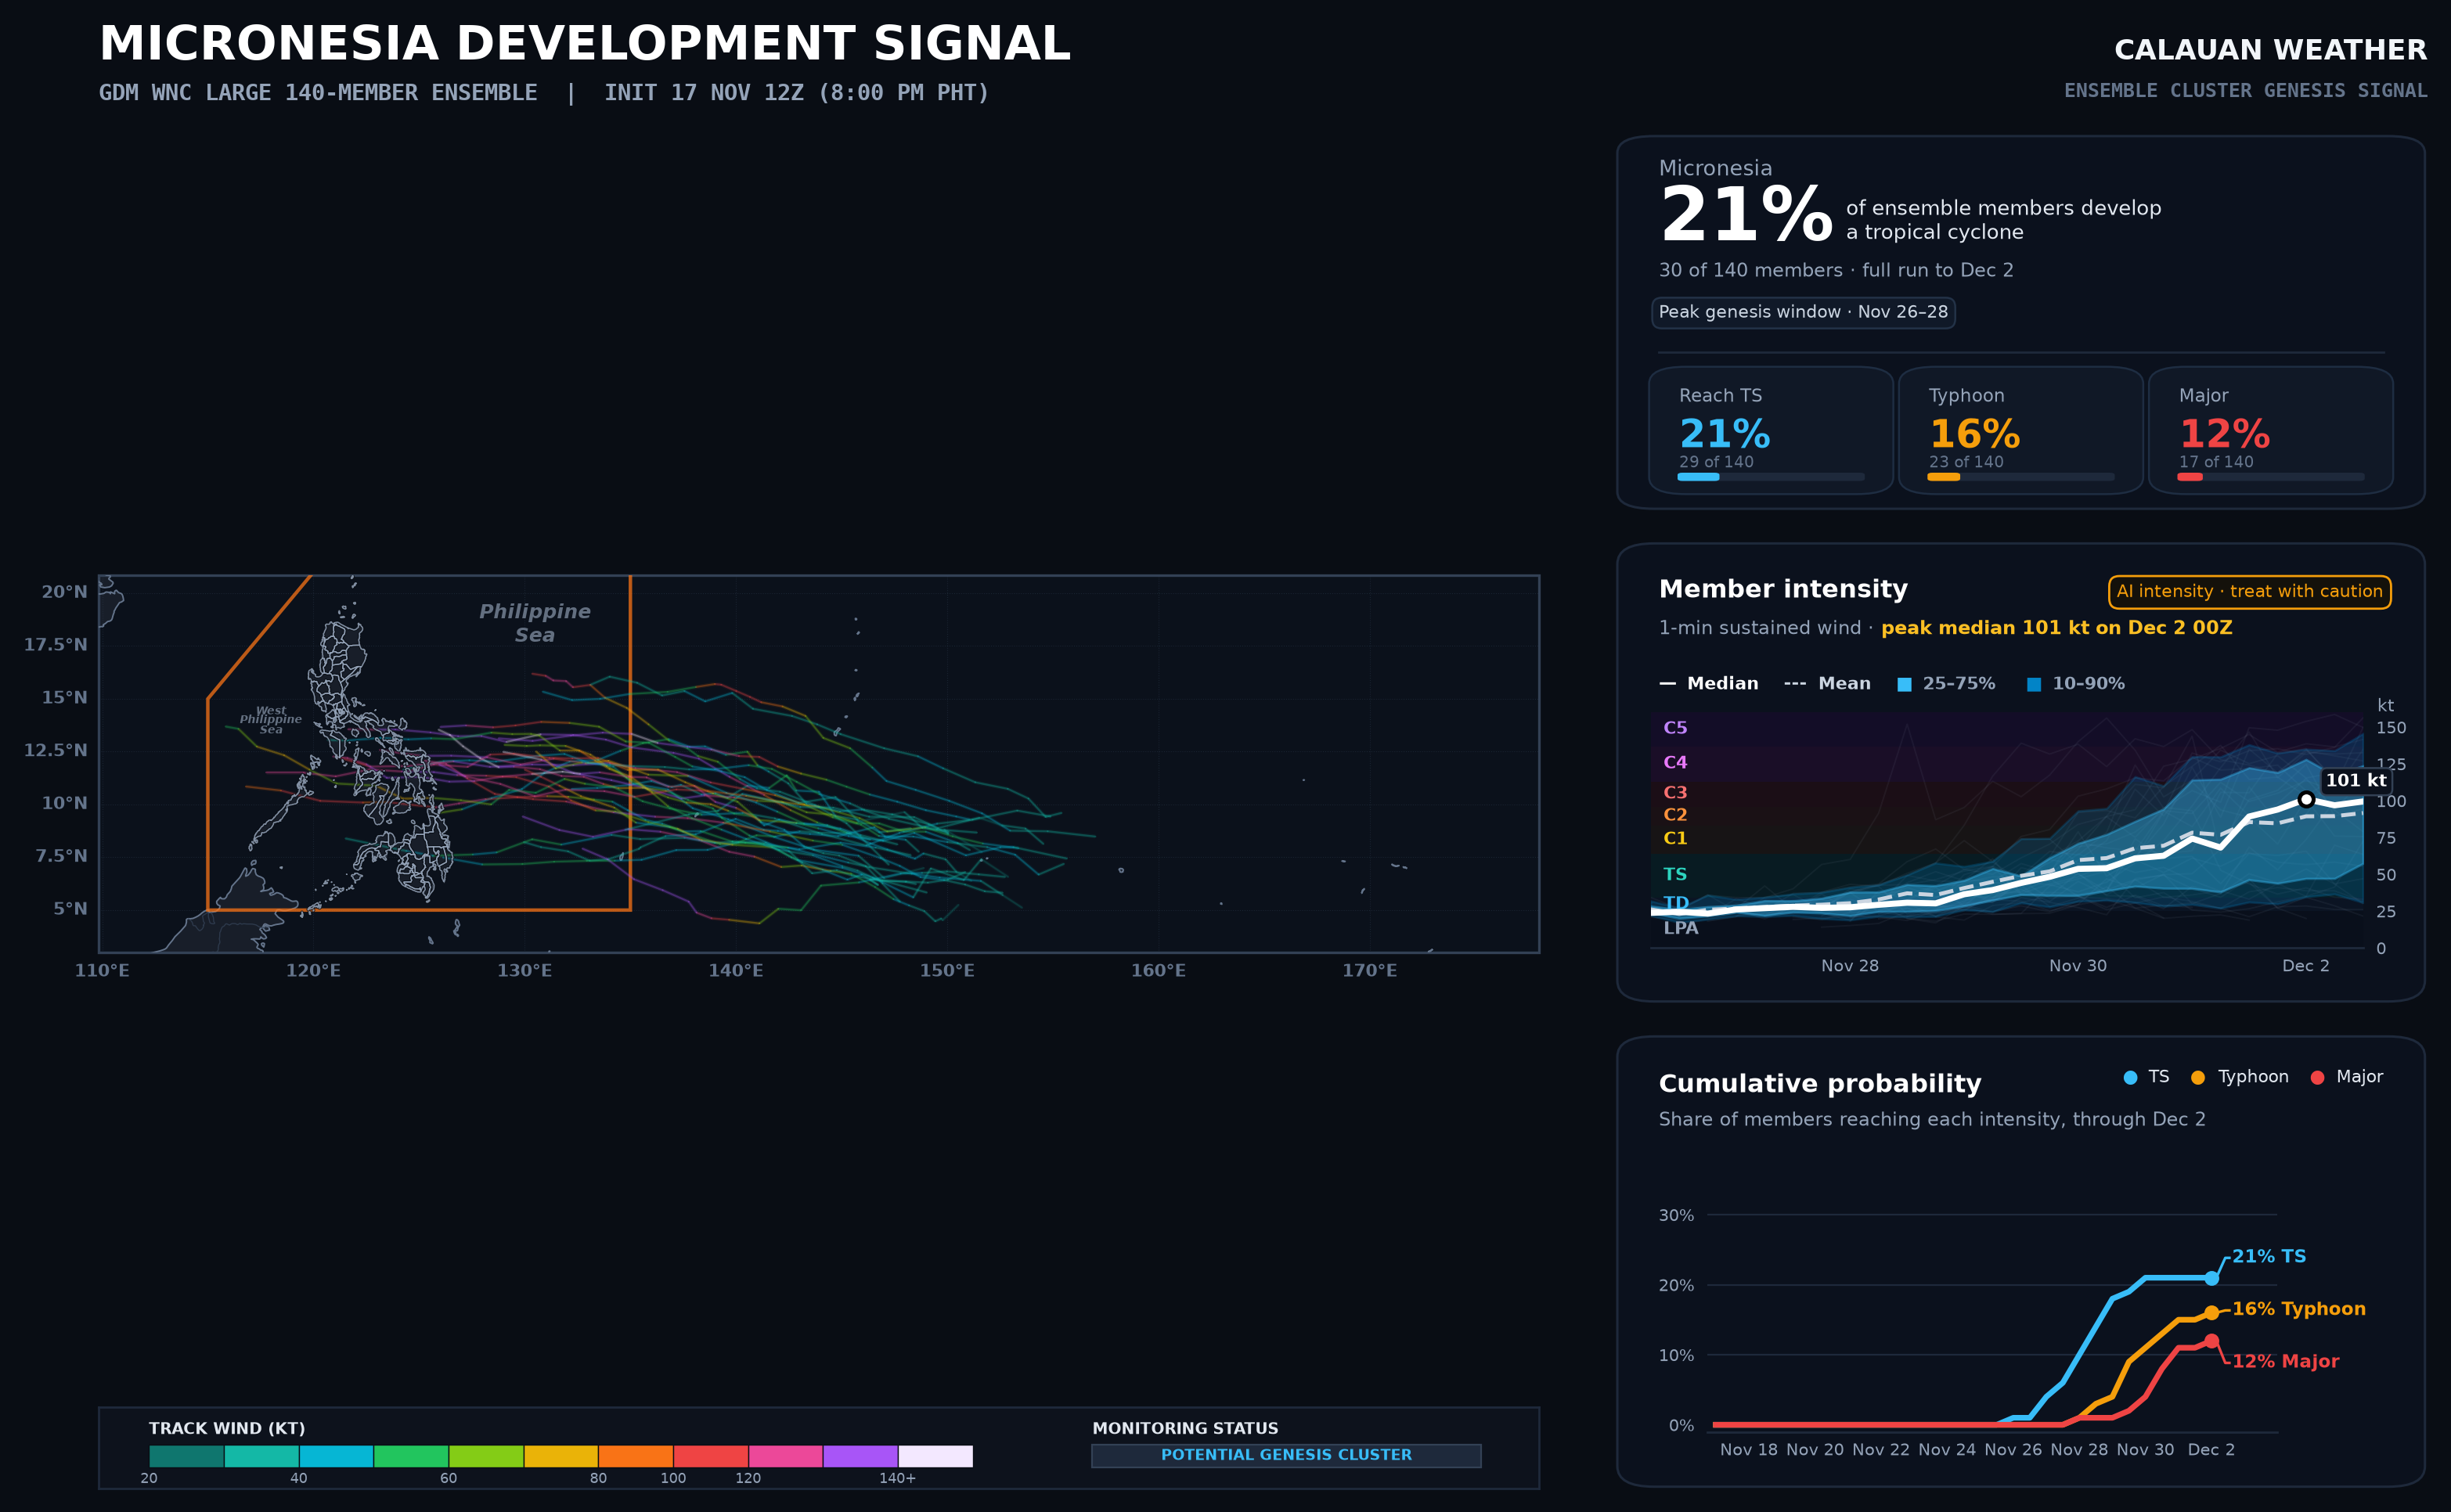 MICRONESIA DEVELOPMENT SIGNAL
GDM WNC LARGE 140-MEMBER ENSEMBLE | INIT 17 NOV 12Z (8:00 PM PHT)
CALAUAN WEATHER
ENSEMBLE CLUSTER GENESIS SIGNAL
Micronesia
21%
of ensemble members develop
a tropical cyclone
30 of 140 members · full run to Dec 2
Peak genesis window · Nov 26–28
Reach TS
21%
29 of 140
Typhoon
16%
23 of 140
Major
12%
17 of 140
20°N
17.5°N
15°N
12.5°N
10°N
7.5°N
5°N
Philippine
Sea
West
Philippine
Sea
110°E 120°E 130°E 140°E 150°E 160°E 170°E
Member intensity
AI intensity · treat with caution
1-min sustained wind · peak median 101 kt on Dec 2 00Z
Median Mean 25–75% 10–90%
kt
C5
C4
C3
C2
C1
TS
TD
LPA
150
125
101 kt
100
75
50
25
0
Nov 28 Nov 30 Dec 2
Cumulative probability
TS Typhoon Major
Share of members reaching each intensity, through Dec 2
30%
20%
10%
0%
21% TS
16% Typhoon
12% Major
Nov 18 Nov 20 Nov 22 Nov 24 Nov 26 Nov 28 Nov 30 Dec 2
TRACK WIND (KT)
20 40 60 80 100 120 140+
MONITORING STATUS
POTENTIAL GENESIS CLUSTER